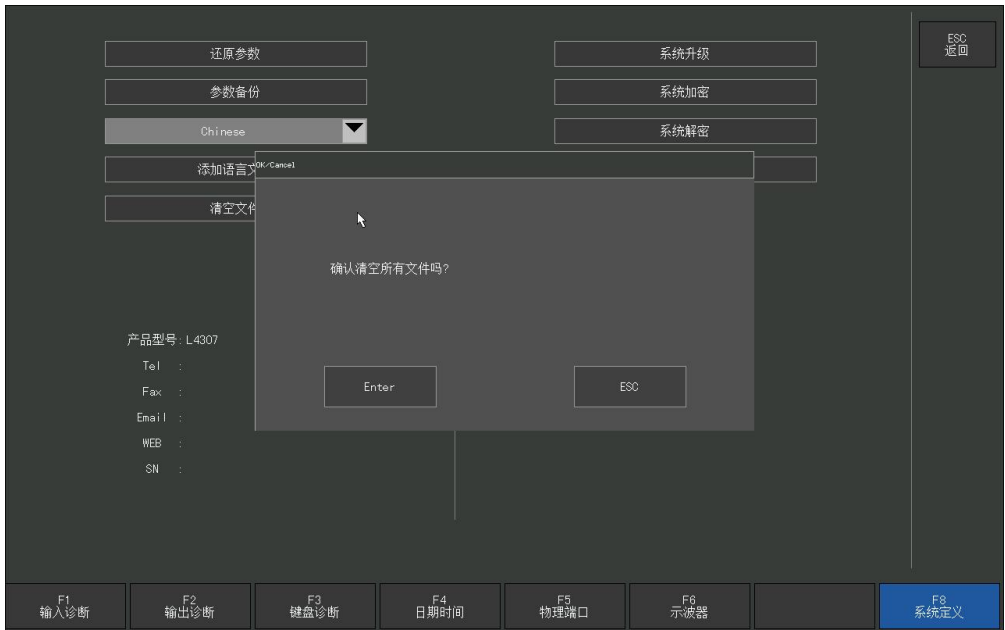 还原参数
系统升级
ESC
返回
参数备份
系统加密
Chinese
系统解密
添加语言文
OK/Cancel
清空文件
确认清空所有文件吗?
产品型号: L4307
Tel :
Fax :
Enter
ESC
Email :
WEB :
SN :
F1
输入诊断
F2
输出诊断
F3
键盘诊断
F4
日期时间
F5
物理端口
F6
示波器
F8
系统定义